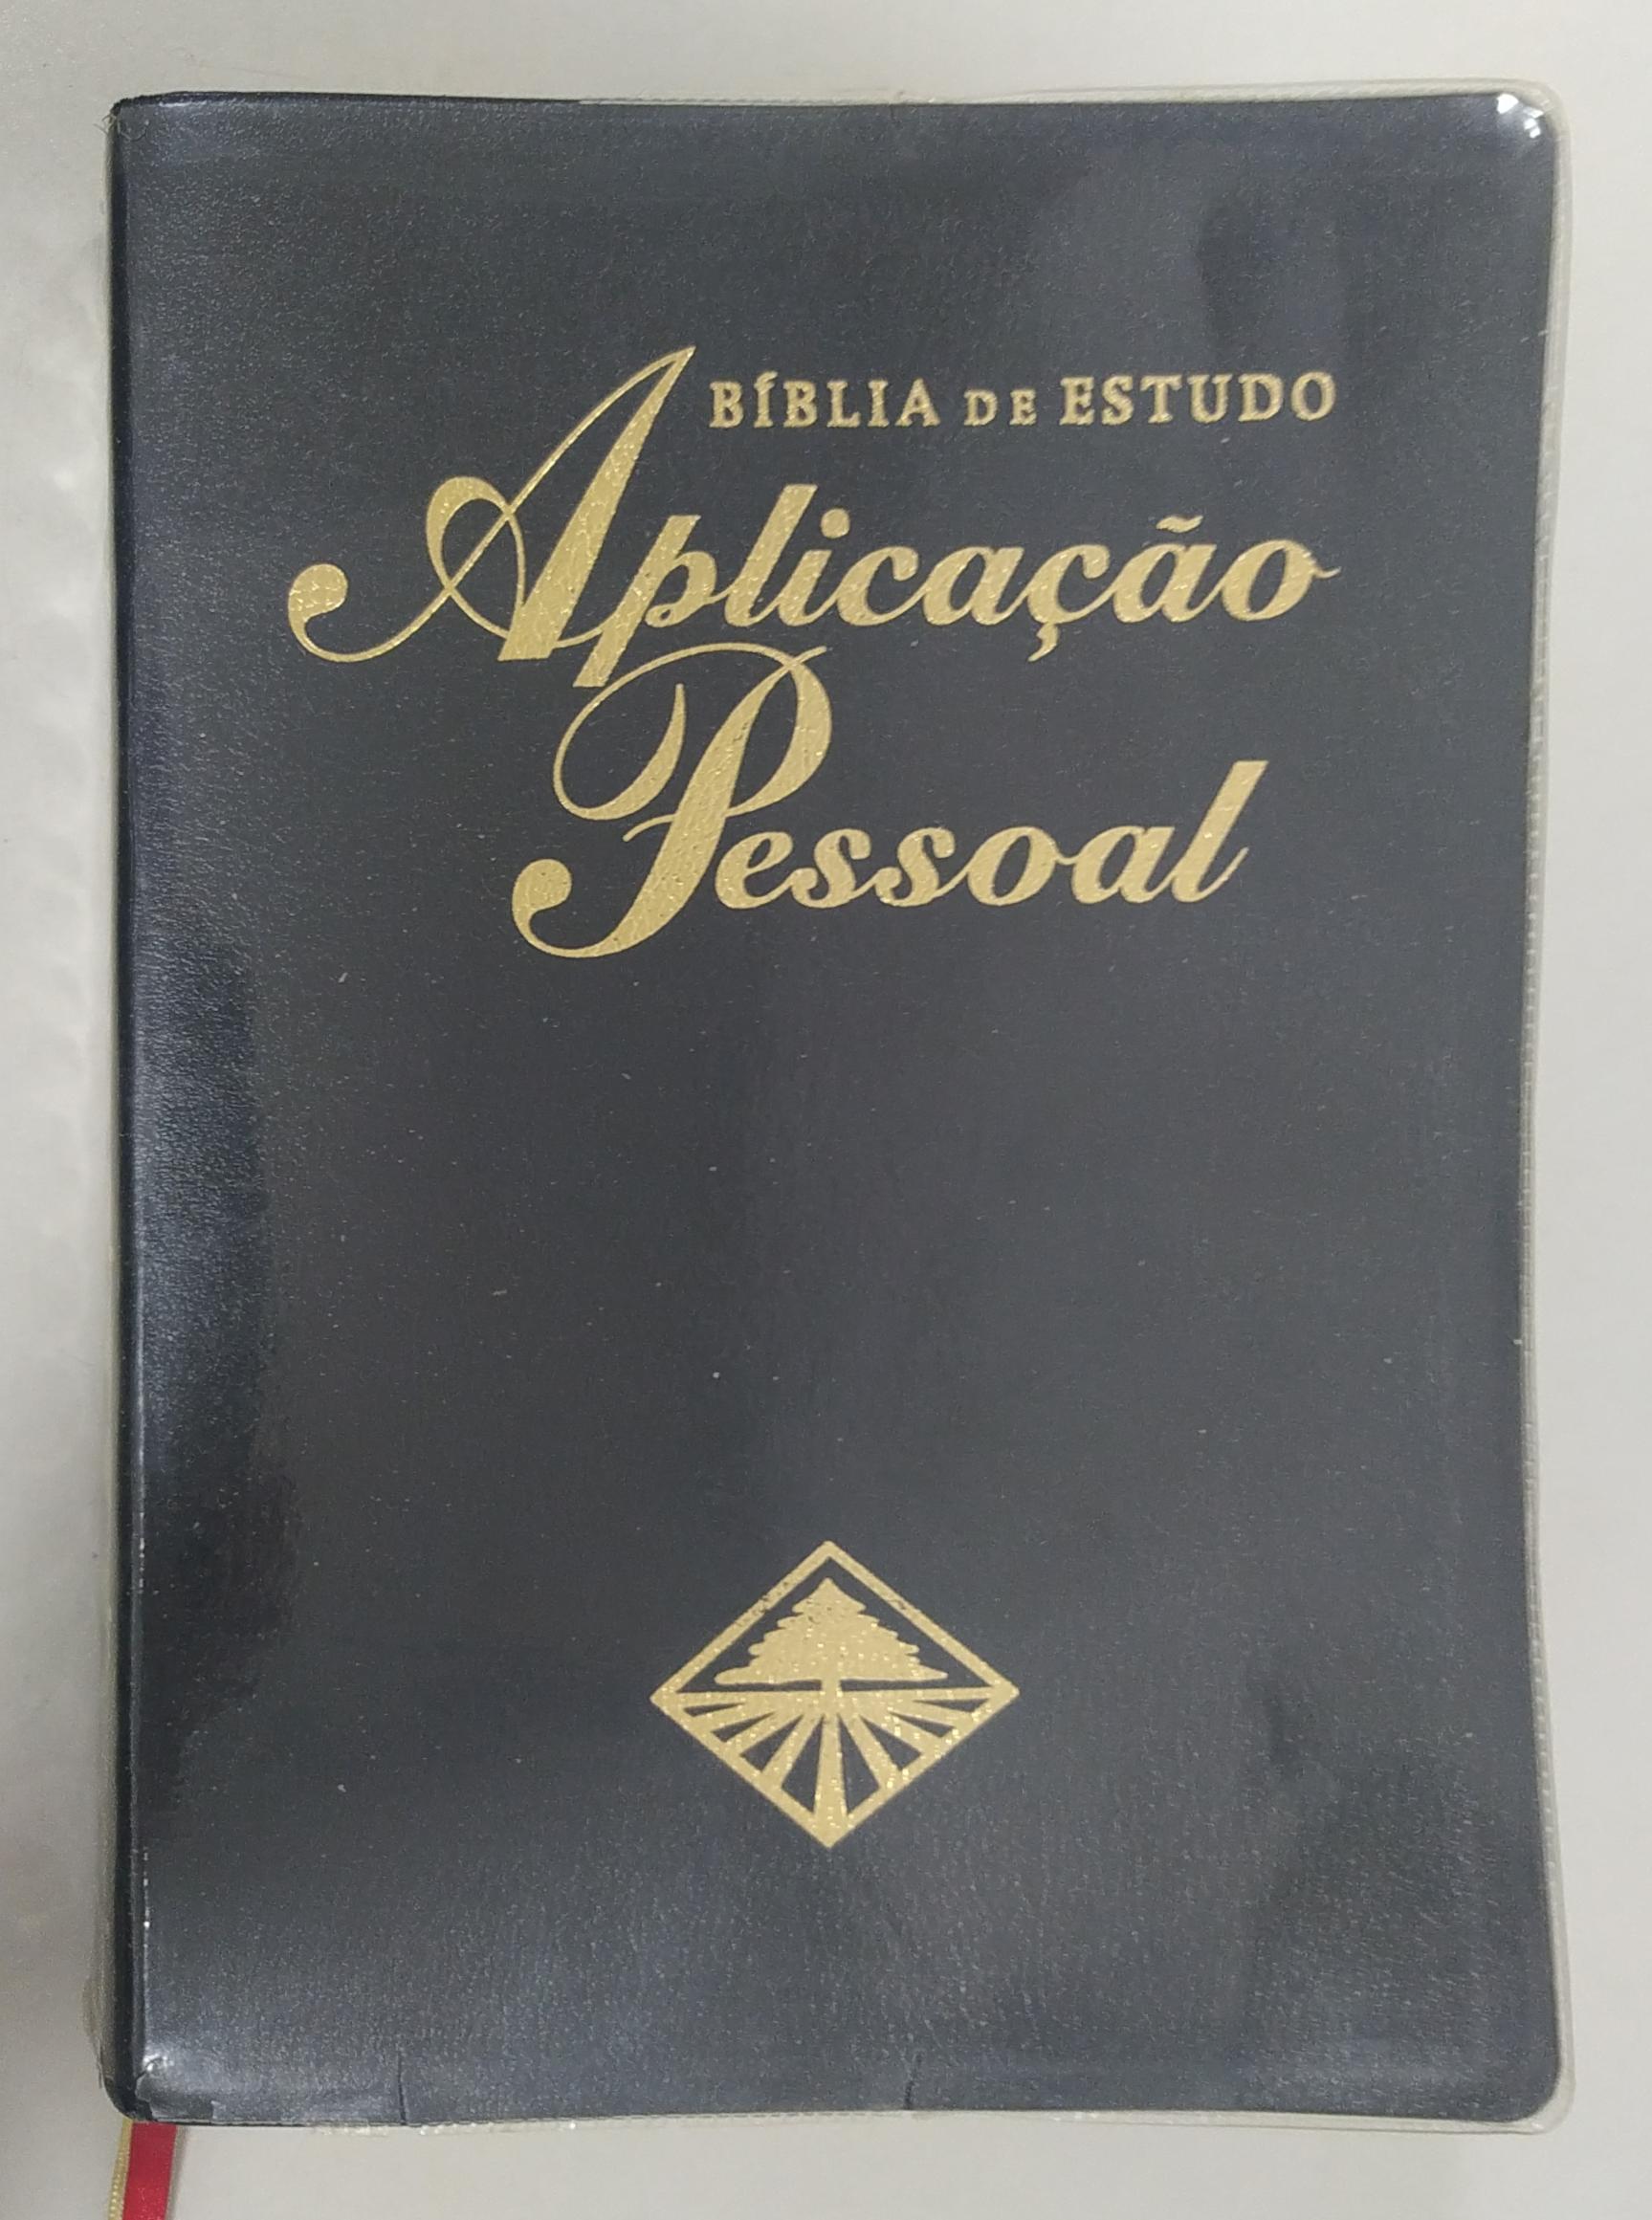 BÍBLIA DE ESTUDO
Aplicação
Pessoal